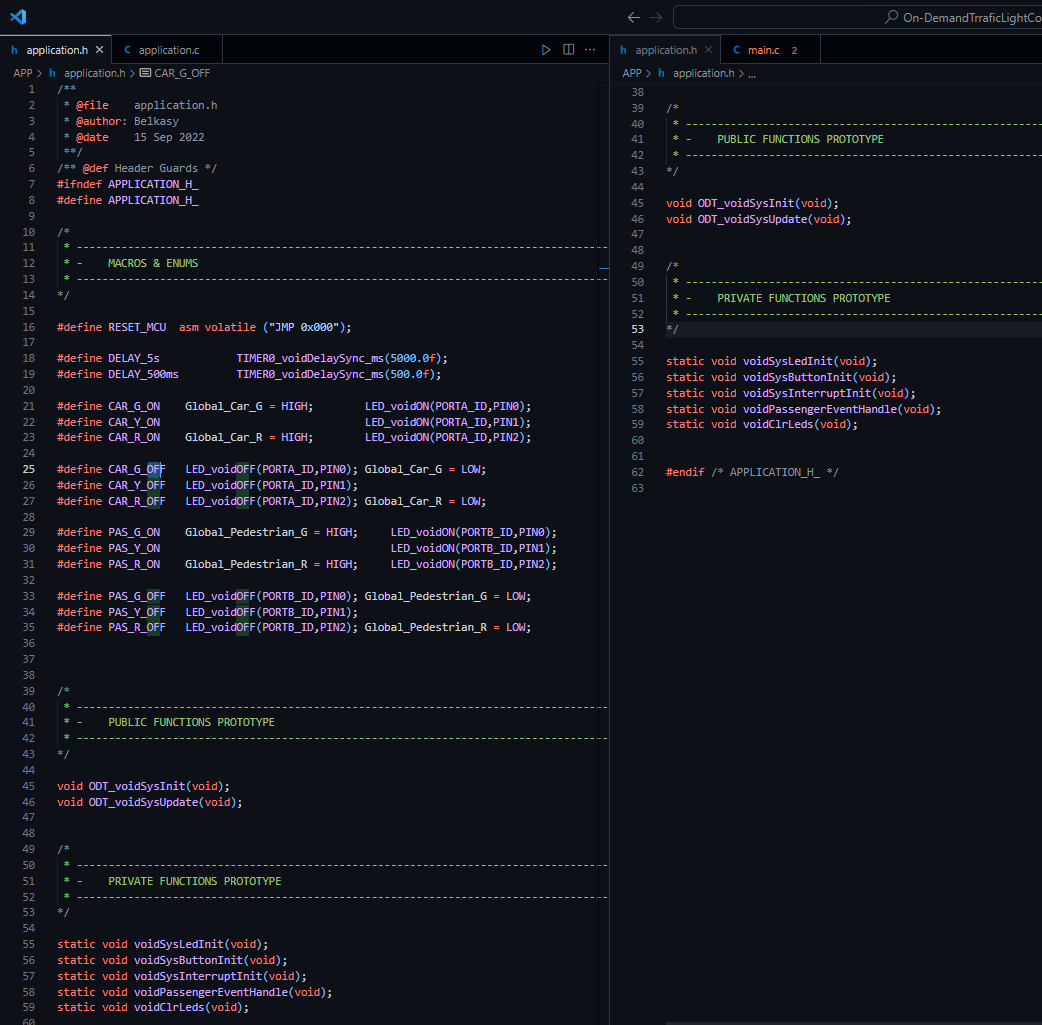 On-DemandTrraficLightCo
h application.h ×
C application.c
APP > h application.h > CAR_G_OFF
1 /**
2 * @file    application.h
3 * @author: Belkasy
4 * @date    15 Sep 2022
5 **/
6 /** @def Header Guards */
7 #ifndef APPLICATION_H_
8 #define APPLICATION_H_
9
10 /*
11 * ---------------------------------------------------------------------------
12 * -    MACROS & ENUMS
13 * ---------------------------------------------------------------------------
14 */
15
16 #define RESET_MCU  asm volatile ("JMP 0x000");
17
18 #define DELAY_5s            TIMER0_voidDelaySync_ms(5000.0f);
19 #define DELAY_500ms         TIMER0_voidDelaySync_ms(500.0f);
20
21 #define CAR_G_ON    Global_Car_G = HIGH;        LED_voidON(PORTA_ID,PIN0);
22 #define CAR_Y_ON                                LED_voidON(PORTA_ID,PIN1);
23 #define CAR_R_ON    Global_Car_R = HIGH;        LED_voidON(PORTA_ID,PIN2);
24
25 #define CAR_G_OFF   LED_voidOFF(PORTA_ID,PIN0); Global_Car_G = LOW;
26 #define CAR_Y_OFF   LED_voidOFF(PORTA_ID,PIN1);
27 #define CAR_R_OFF   LED_voidOFF(PORTA_ID,PIN2); Global_Car_R = LOW;
28
29 #define PAS_G_ON    Global_Pedestrian_G = HIGH;     LED_voidON(PORTB_ID,PIN0);
30 #define PAS_Y_ON                                    LED_voidON(PORTB_ID,PIN1);
31 #define PAS_R_ON    Global_Pedestrian_R = HIGH;     LED_voidON(PORTB_ID,PIN2);
32
33 #define PAS_G_OFF   LED_voidOFF(PORTB_ID,PIN0); Global_Pedestrian_G = LOW;
34 #define PAS_Y_OFF   LED_voidOFF(PORTB_ID,PIN1);
35 #define PAS_R_OFF   LED_voidOFF(PORTB_ID,PIN2); Global_Pedestrian_R = LOW;
36
37
38
39 /*
40 * ---------------------------------------------------------------------------
41 * -    PUBLIC FUNCTIONS PROTOTYPE
42 * ---------------------------------------------------------------------------
43 */
44
45 void ODT_voidSysInit(void);
46 void ODT_voidSysUpdate(void);
47
48
49 /*
50 * ---------------------------------------------------------------------------
51 * -    PRIVATE FUNCTIONS PROTOTYPE
52 * ---------------------------------------------------------------------------
53 */
54
55 static void voidSysLedInit(void);
56 static void voidSysButtonInit(void);
57 static void voidSysInterruptInit(void);
58 static void voidPassengerEventHandle(void);
59 static void voidClrLeds(void);
60
h application.h ×
C main.c 2
APP > h application.h > ...
38
39 /*
40 * -------------------------------------------------------
41 * -    PUBLIC FUNCTIONS PROTOTYPE
42 * -------------------------------------------------------
43 */
44
45 void ODT_voidSysInit(void);
46 void ODT_voidSysUpdate(void);
47
48
49 /*
50 * -------------------------------------------------------
51 * -    PRIVATE FUNCTIONS PROTOTYPE
52 * -------------------------------------------------------
53 */
54
55 static void voidSysLedInit(void);
56 static void voidSysButtonInit(void);
57 static void voidSysInterruptInit(void);
58 static void voidPassengerEventHandle(void);
59 static void voidClrLeds(void);
60
61
62 #endif /* APPLICATION_H_ */
63